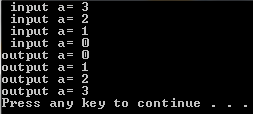 input a= 3
input a= 2
input a= 1
input a= 0
output a= 0
output a= 1
output a= 2
output a= 3
Press any key to continue . . .